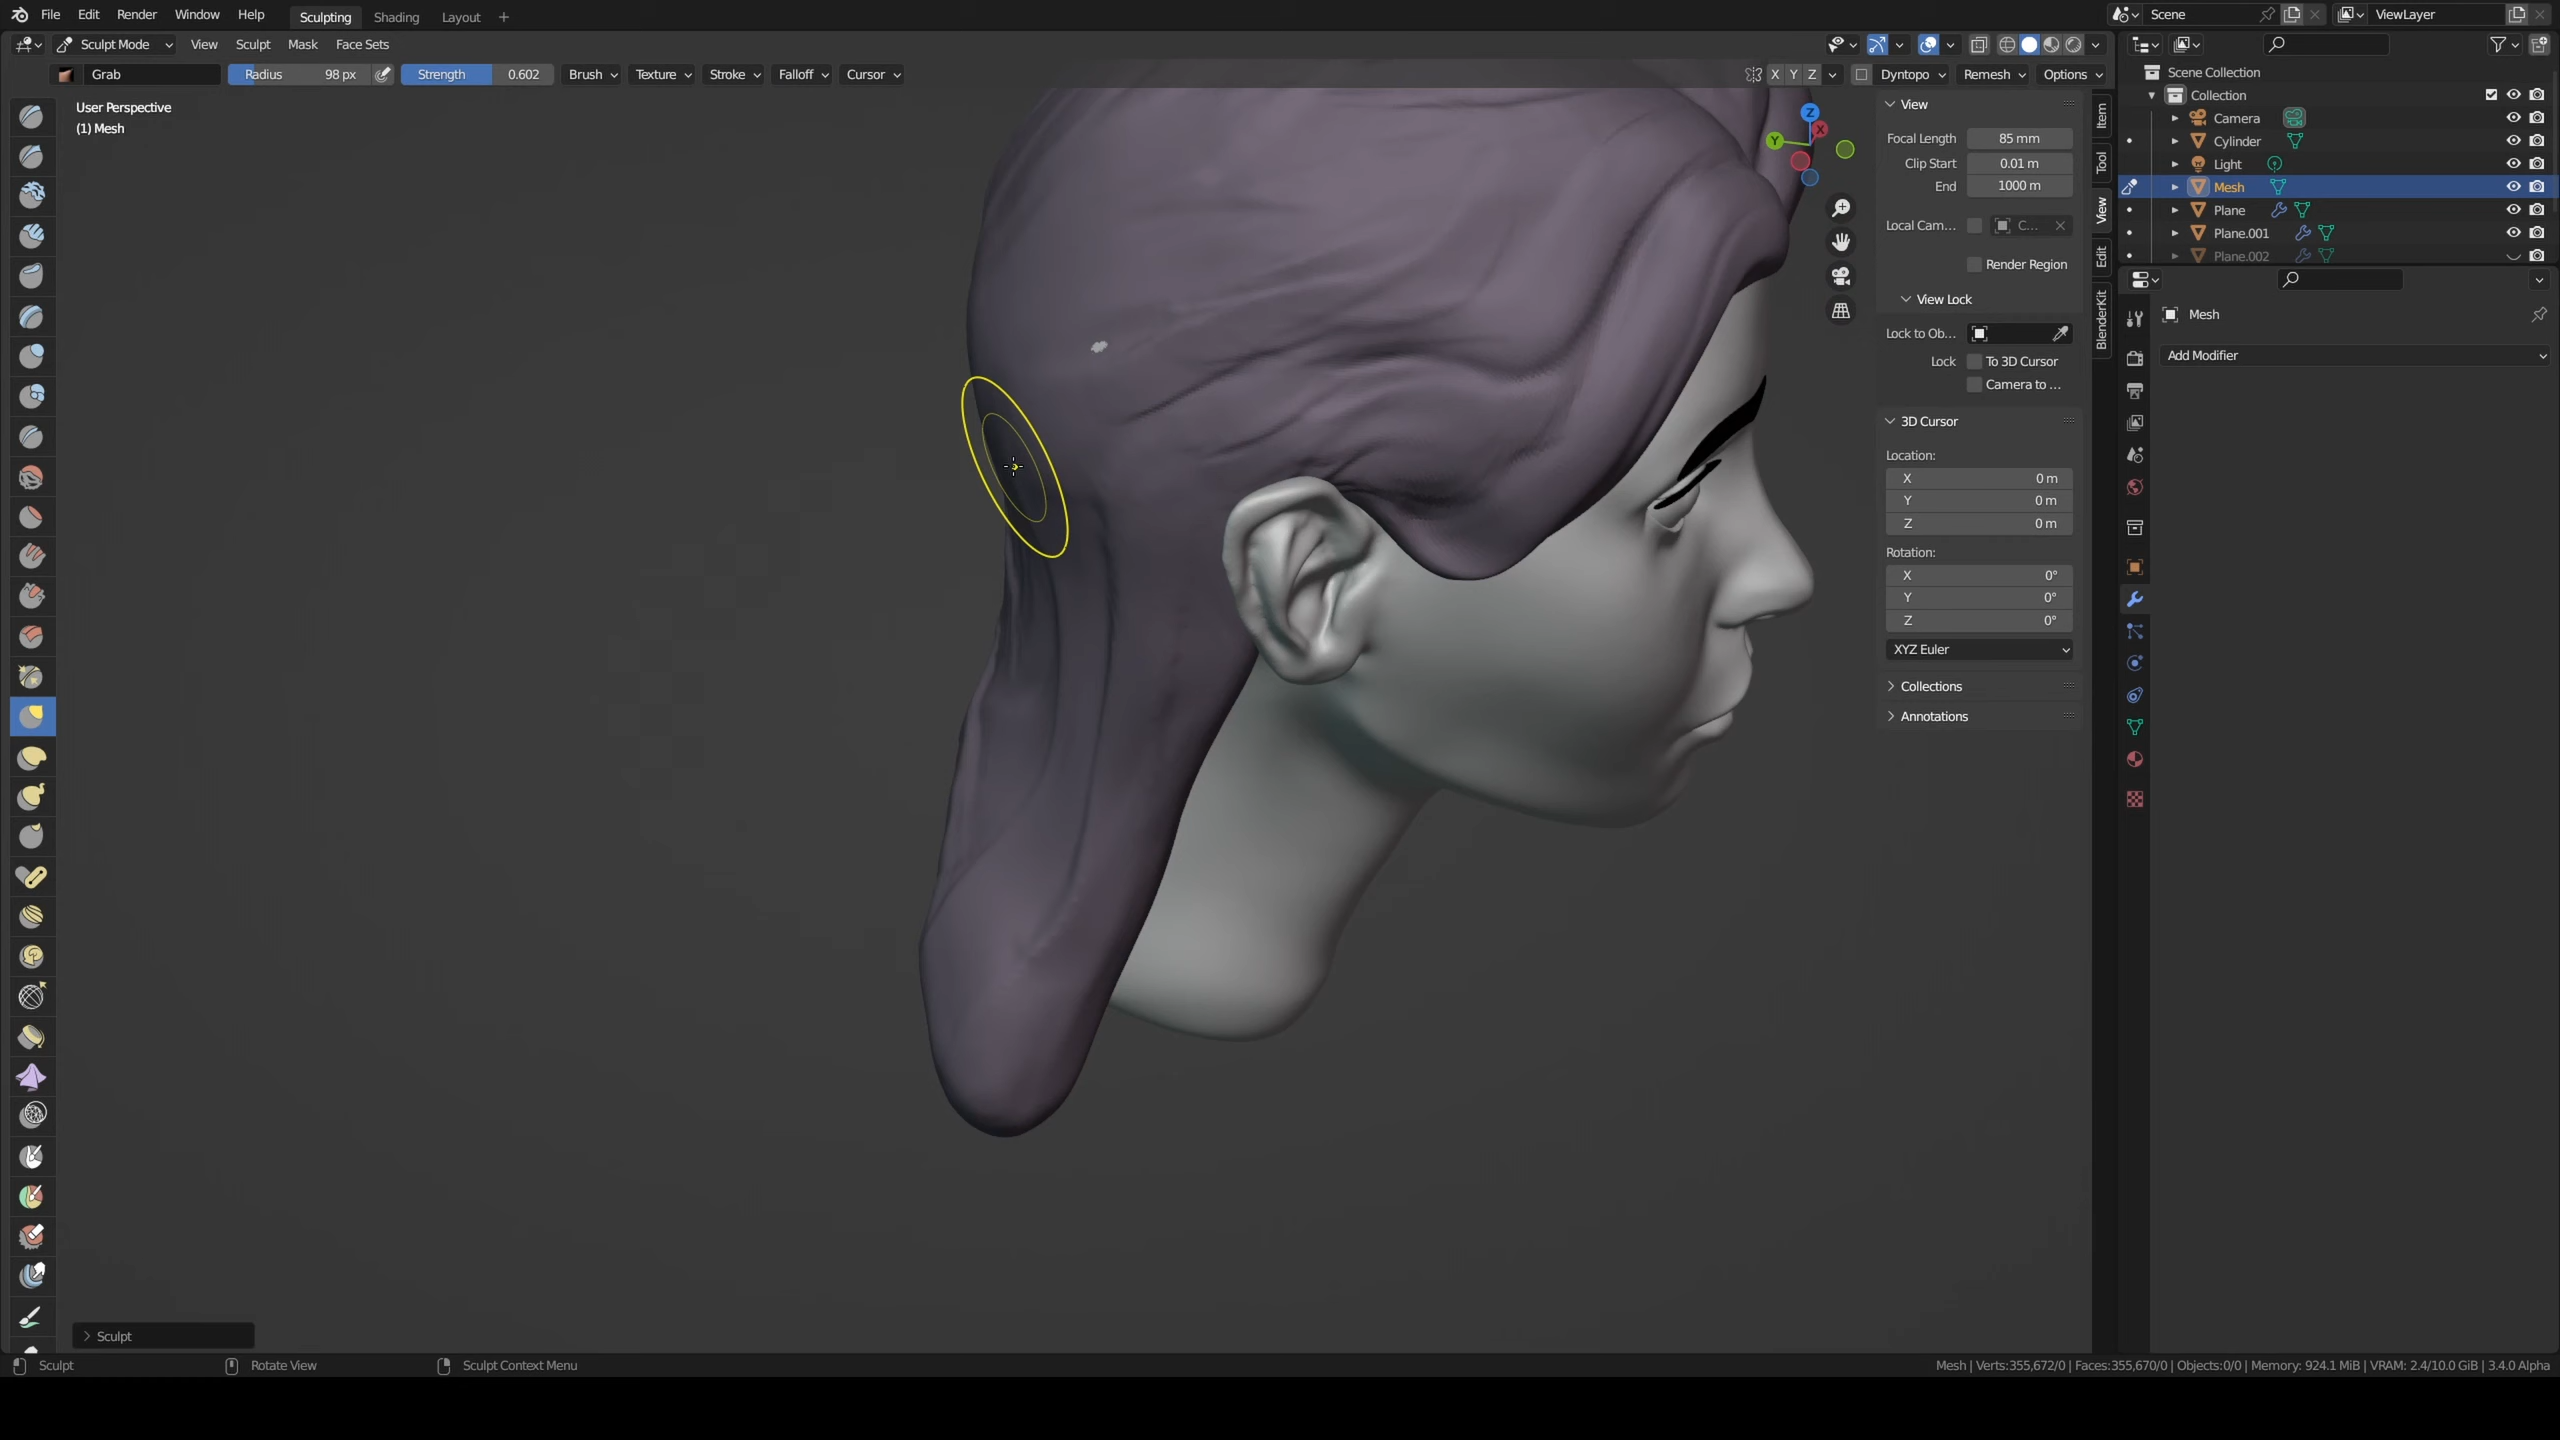 File Edit Render Window Help Sculpting Shading Layout + Scene ViewLayer
Sculpt Mode View Sculpt Mask Face Sets
Grab Radius 98 px Strength 0.602 Brush Texture Stroke Falloff Cursor X Y Z Dyntopo Remesh Options
User Perspective
(1) Mesh
Z
X
Y
View
Focal Length 85 mm
Clip Start 0.01 m
End 1000 m
Local Cam... C...
Render Region
View Lock
Lock to Ob...
Lock To 3D Cursor
Camera to ...
3D Cursor
Location:
X 0 m
Y 0 m
Z 0 m
Rotation:
X 0°
Y 0°
Z 0°
XYZ Euler
Collections
Annotations
Item
Tool
View
Edit
BlenderKit
Scene Collection
Collection
Camera
Cylinder
Light
Mesh
Plane
Plane.001
Plane.002
Mesh
Add Modifier
Sculpt
Sculpt Rotate View Sculpt Context Menu
Mesh | Verts:355,672/0 | Faces:355,670/0 | Objects:0/0 | Memory: 924.1 MiB | VRAM: 2.4/10.0 GiB | 3.4.0 Alpha